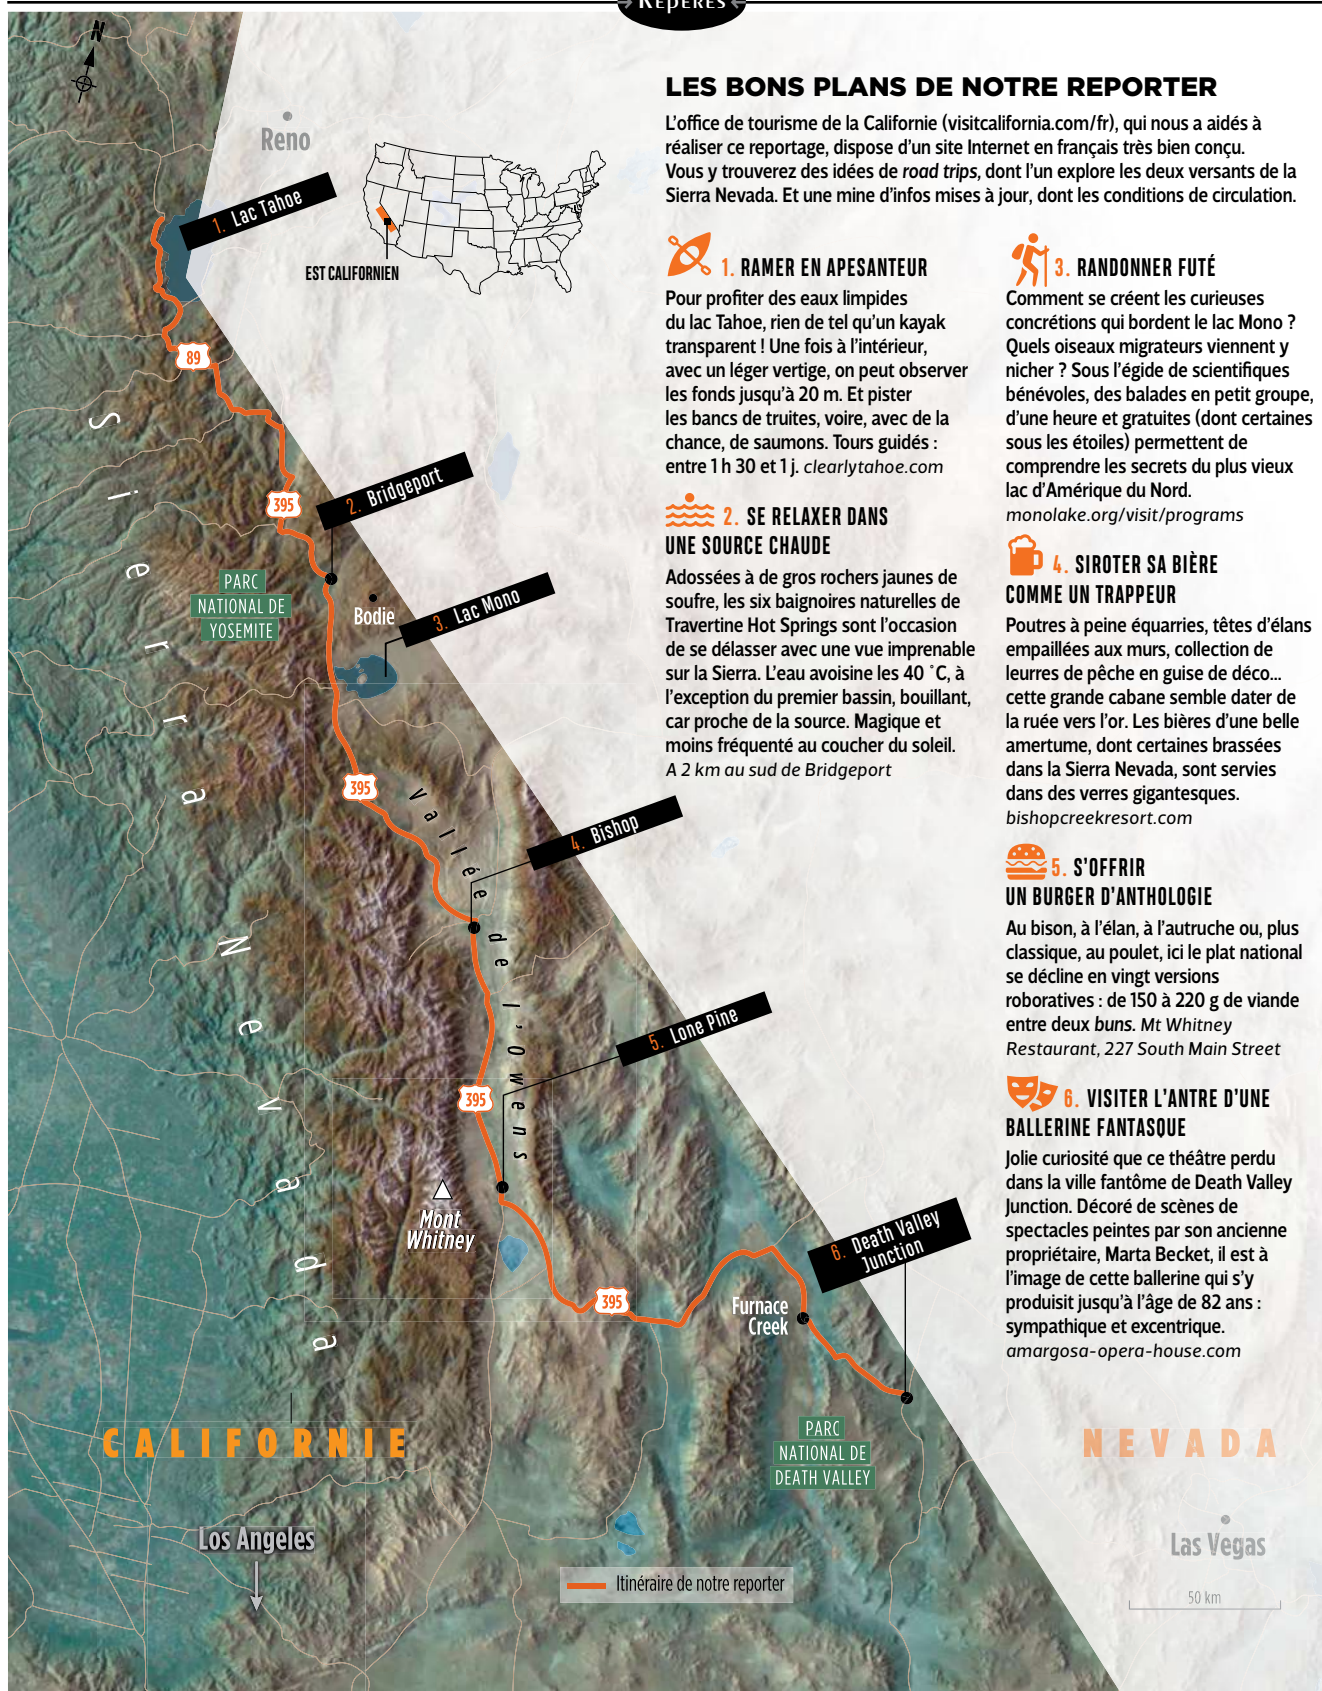 REPÈRES
N
Reno
1. Lac Tahoe
EST CALIFORNIEN
89
395
2. Bridgeport
PARC
NATIONAL DE
YOSEMITE
Bodie
3. Lac Mono
395
Sierra Nevada
Vallée de l'Owens
4. Bishop
5. Lone Pine
395
Mont
Whitney
6. Death Valley
Junction
395
Furnace
Creek
PARC
NATIONAL DE
DEATH VALLEY
CALIFORNIE
NEVADA
Los Angeles
Las Vegas
Itinéraire de notre reporter
50 km
LES BONS PLANS DE NOTRE REPORTER
L'office de tourisme de la Californie (visitcalifornia.com/fr), qui nous a aidés à
réaliser ce reportage, dispose d'un site Internet en français très bien conçu.
Vous y trouverez des idées de road trips, dont l'un explore les deux versants de la
Sierra Nevada. Et une mine d'infos mises à jour, dont les conditions de circulation.
1. RAMER EN APESANTEUR
Pour profiter des eaux limpides
du lac Tahoe, rien de tel qu'un kayak
transparent ! Une fois à l'intérieur,
avec un léger vertige, on peut observer
les fonds jusqu'à 20 m. Et pister
les bancs de truites, voire, avec de la
chance, de saumons. Tours guidés :
entre 1 h 30 et 1 j. clearlytahoe.com
2. SE RELAXER DANS
UNE SOURCE CHAUDE
Adossées à de gros rochers jaunes de
soufre, les six baignoires naturelles de
Travertine Hot Springs sont l'occasion
de se délasser avec une vue imprenable
sur la Sierra. L'eau avoisine les 40 °C, à
l'exception du premier bassin, bouillant,
car proche de la source. Magique et
moins fréquenté au coucher du soleil.
A 2 km au sud de Bridgeport
3. RANDONNER FUTÉ
Comment se créent les curieuses
concrétions qui bordent le lac Mono ?
Quels oiseaux migrateurs viennent y
nicher ? Sous l'égide de scientifiques
bénévoles, des balades en petit groupe,
d'une heure et gratuites (dont certaines
sous les étoiles) permettent de
comprendre les secrets du plus vieux
lac d'Amérique du Nord.
monolake.org/visit/programs
4. SIROTER SA BIÈRE
COMME UN TRAPPEUR
Poutres à peine équarries, têtes d'élans
empaillées aux murs, collection de
leurres de pêche en guise de déco...
cette grande cabane semble dater de
la ruée vers l'or. Les bières d'une belle
amertume, dont certaines brassées
dans la Sierra Nevada, sont servies
dans des verres gigantesques.
bishopcreekresort.com
5. S'OFFRIR
UN BURGER D'ANTHOLOGIE
Au bison, à l'élan, à l'autruche ou, plus
classique, au poulet, ici le plat national
se décline en vingt versions
roboratives : de 150 à 220 g de viande
entre deux buns. Mt Whitney
Restaurant, 227 South Main Street
6. VISITER L'ANTRE D'UNE
BALLERINE FANTASQUE
Jolie curiosité que ce théâtre perdu
dans la ville fantôme de Death Valley
Junction. Décoré de scènes de
spectacles peintes par son ancienne
propriétaire, Marta Becket, il est à
l'image de cette ballerine qui s'y
produisit jusqu'à l'âge de 82 ans :
sympathique et excentrique.
amargosa-opera-house.com